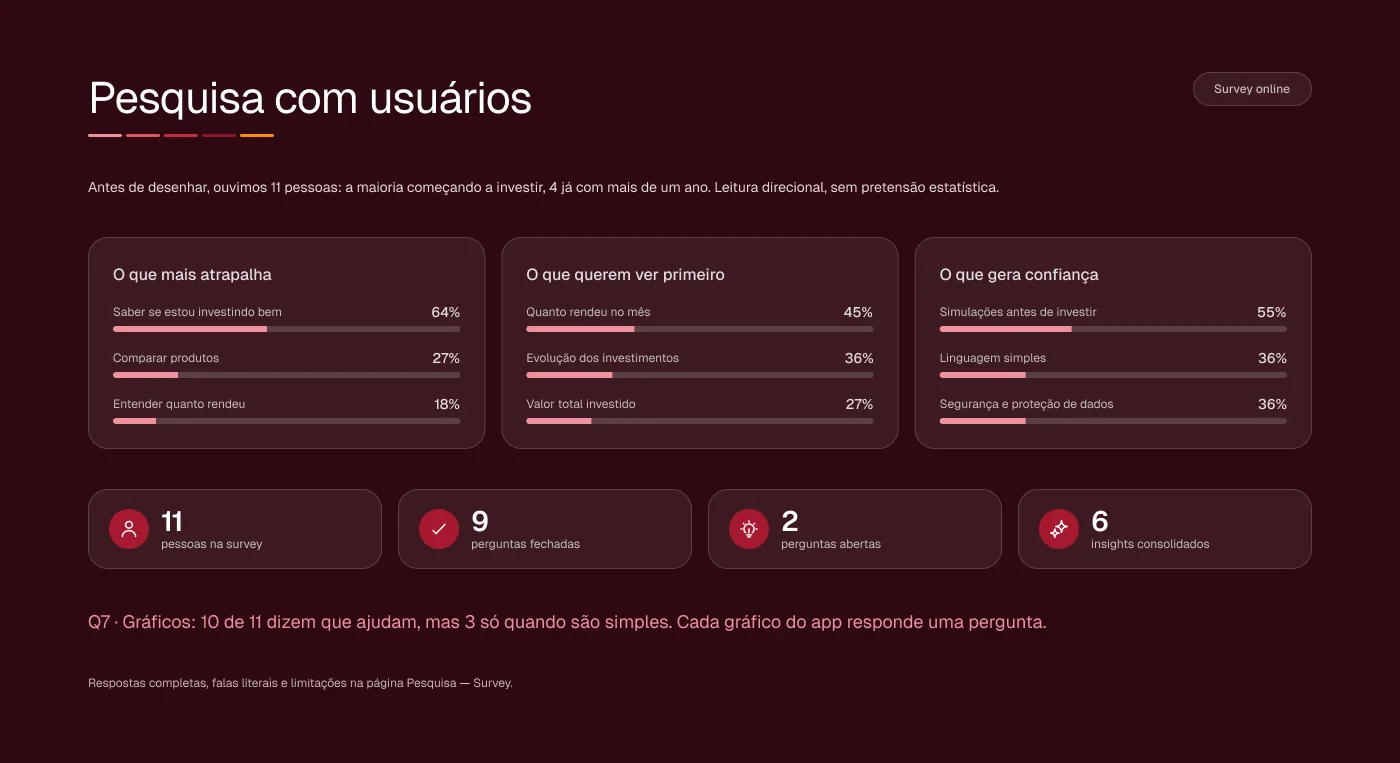 Pesquisa com usuários
Survey online
Antes de desenhar, ouvimos 11 pessoas: a maioria começando a investir, 4 já com mais de um ano. Leitura direcional, sem pretensão estatística.
O que mais atrapalha
Saber se estou investindo bem 64%
Comparar produtos 27%
Entender quanto rendeu 18%
O que querem ver primeiro
Quanto rendeu no mês 45%
Evolução dos investimentos 36%
Valor total investido 27%
O que gera confiança
Simulações antes de investir 55%
Linguagem simples 36%
Segurança e proteção de dados 36%
11
pessoas na survey
9
perguntas fechadas
2
perguntas abertas
6
insights consolidados
Q7 · Gráficos: 10 de 11 dizem que ajudam, mas 3 só quando são simples. Cada gráfico do app responde uma pergunta.
Respostas completas, falas literais e limitações na página Pesquisa — Survey.